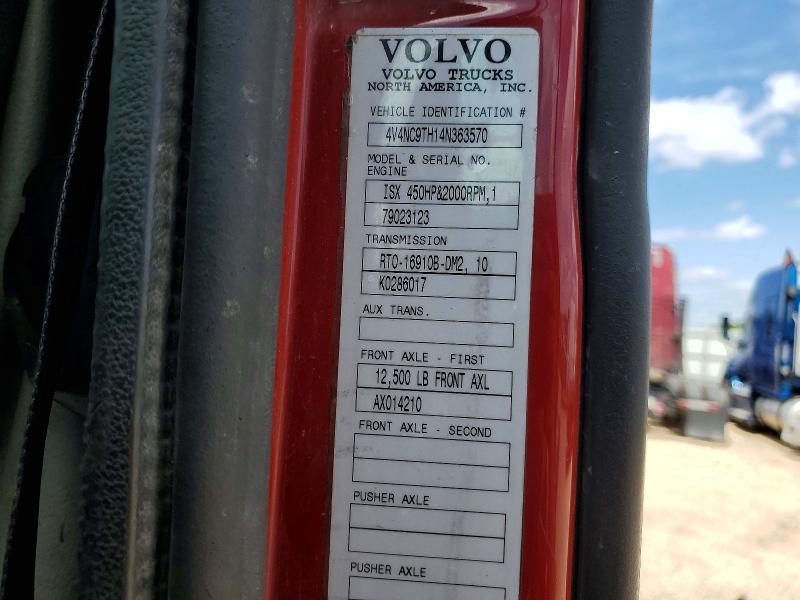 VOLVO
VOLVO TRUCKS
NORTH AMERICA, INC.
VEHICLE IDENTIFICATION #
4V4NC9TH14N363570
MODEL & SERIAL NO.
ENGINE
ISX 450HP&2000RPM,1
79023123
TRANSMISSION
RTO-16910B-DM2, 10
K0286017
AUX TRANS.
FRONT AXLE - FIRST
12,500 LB FRONT AXL
AX014210
FRONT AXLE - SECOND
PUSHER AXLE
PUSHER AXLE